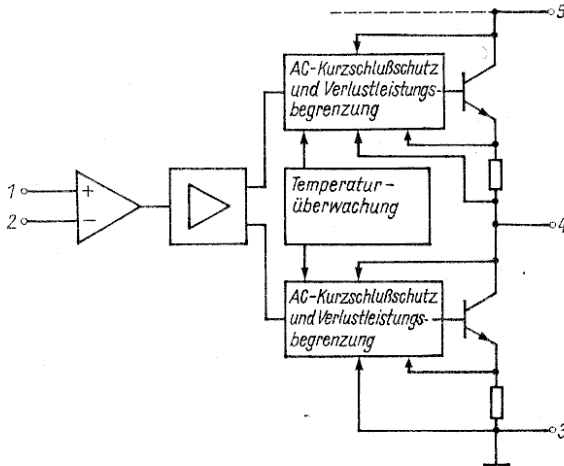 5
AC-Kurzschlußschutz
und Verlustleistungs-
begrenzung
1
+
2
−
Temperatur-
überwachung
4
AC-Kurzschlußschutz
und Verlustleistungs-
begrenzung
3